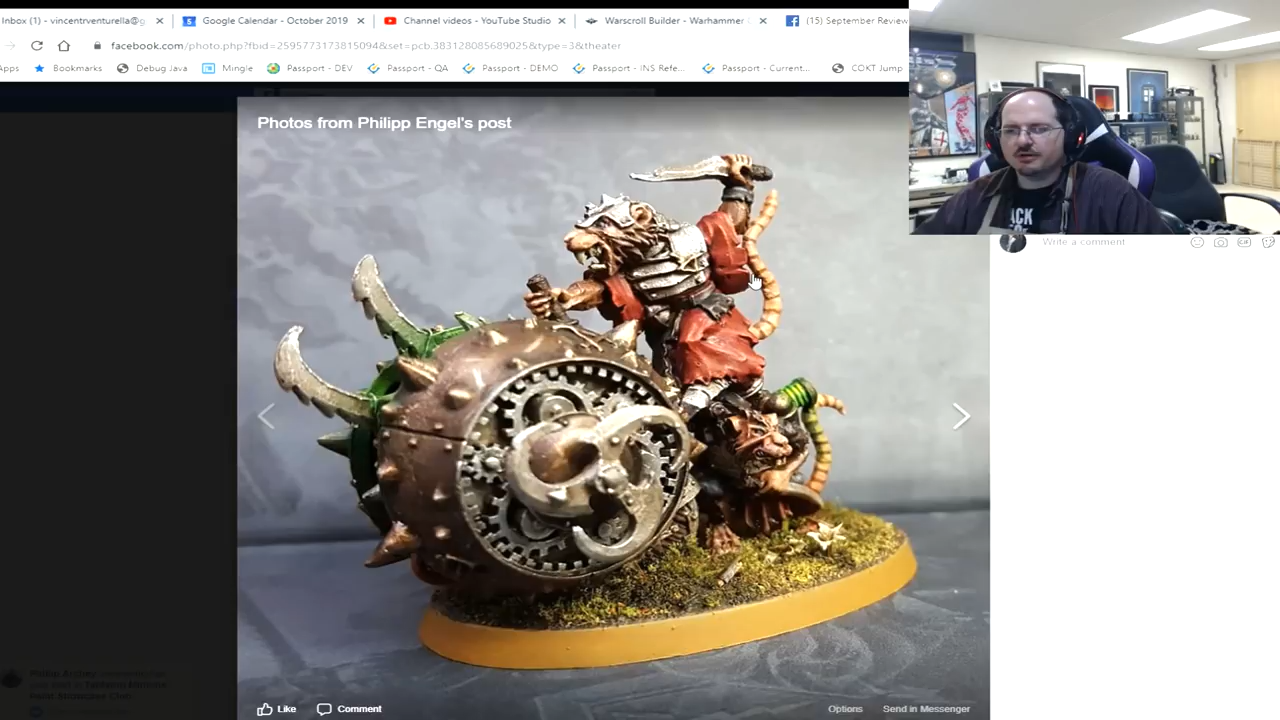 Inbox (1) - vincentrventurella@g
Google Calendar - October 2019
Channel videos - YouTube Studio
Warscroll Builder - Warhammer
(15) September Review
facebook.com/photo.php?fbid=2595773173815094&set=pcb.383128085689025&type=3&theater
Apps
Bookmarks
Debug Java
Mingle
Passport - DEV
Passport - QA
Passport - DEMO
Passport - INS Refe...
Passport - Current...
COKT Jump
Photos from Philipp Engel's post
Write a comment
Like
Comment
Options
Send in Messenger